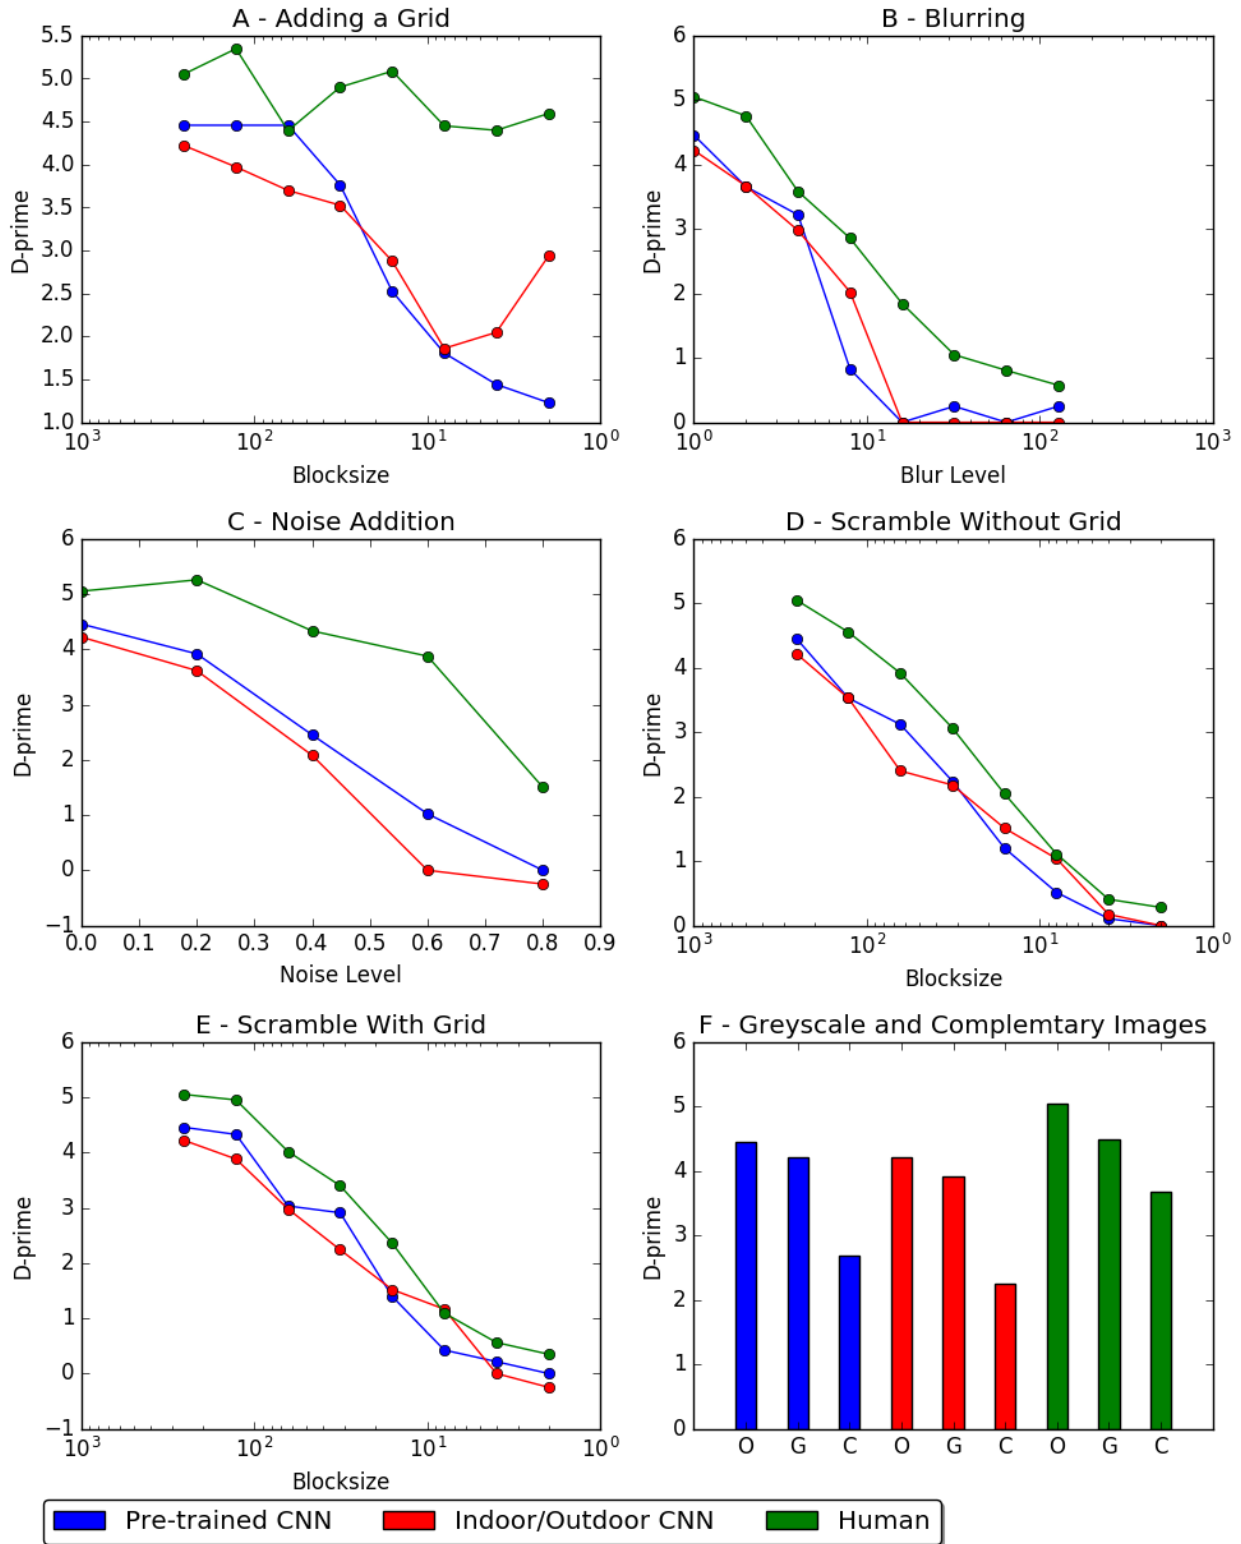 A - Adding a Grid
5.5
5.0
4.5
4.0
3.5
3.0
2.5
2.0
1.5
1.0
D-prime
10³ 10² 10¹ 10⁰
Blocksize
B - Blurring
6
5
4
3
2
1
0
D-prime
10⁰ 10¹ 10² 10³
Blur Level
C - Noise Addition
6
5
4
3
2
1
0
−1
D-prime
0.0 0.1 0.2 0.3 0.4 0.5 0.6 0.7 0.8 0.9
Noise Level
D - Scramble Without Grid
6
5
4
3
2
1
0
D-prime
10³ 10² 10¹ 10⁰
Blocksize
E - Scramble With Grid
6
5
4
3
2
1
0
−1
D-prime
10³ 10² 10¹ 10⁰
Blocksize
F - Greyscale and Complemtary Images
6
5
4
3
2
1
0
D-prime
O G C O G C O G C
Pre-trained CNN Indoor/Outdoor CNN Human